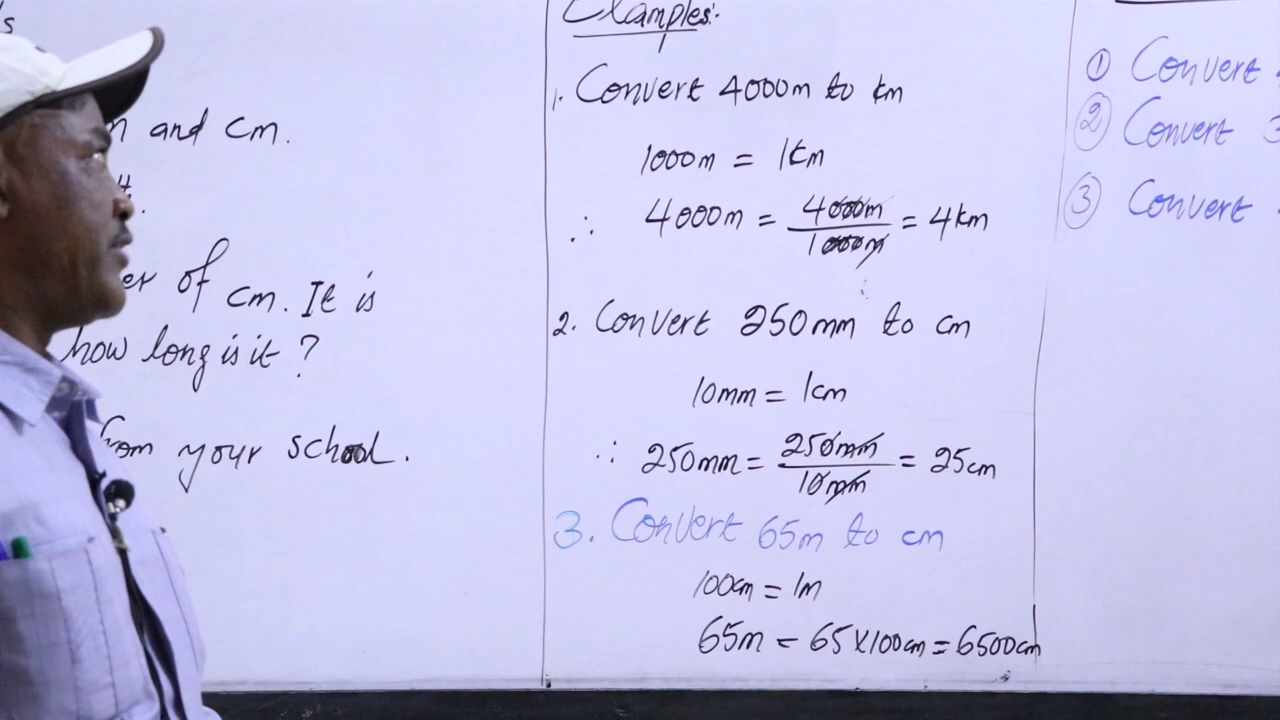 and cm.
of cm. It is
how long is it ?
from your school.
Examples:-
1. Convert 4000m to km
1000m = 1km
∴ 4000m = 4000m/1000m = 4km
2. Convert 250mm to cm
10mm = 1cm
∴ 250mm = 250mm/10mm = 25cm
3. Convert 65m to cm
100cm = 1m
65m = 65 x 100cm = 6500cm
① Convert
② Convert 3
③ Convert